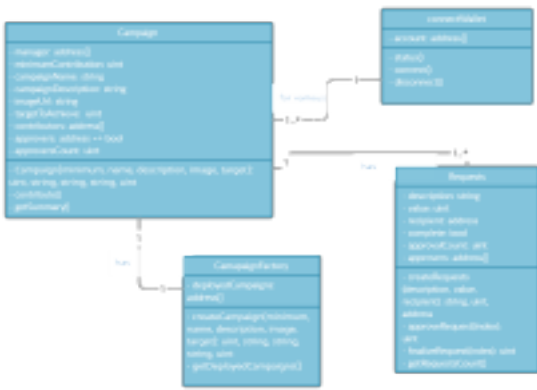 Campaign
- manager: address[]
- minimumContribution: uint
- campaignName: string
- campaignDescription: string
- imageUrl: string
- targetToAchieve: uint
- contributors: address[]
- approvers: address => bool
- approversCount: uint
- campaign(minimum, name, description, image, target):
uint, string, string, string, uint
- contribute()
- getSummary()
connectWallet
- account: address[]
- status()
- connect()
- disconnect()
1
1..*
1
1..*
has
Requests
- description: string
- value: uint
- recipient: address
- complete: bool
- approvalCount: uint
- approvers: address[]
- createRequests
(description, value,
recipient): string, uint,
address
- approveRequest(index):
uint
- finalizeRequest(index): uint
- getRequestsCount()
1
has
CampaignFactory
- deployedCampaigns:
address[]
- createCampaign(minimum,
name, description, image,
target): uint, string, string,
string, uint
- getDeployedCampaigns()